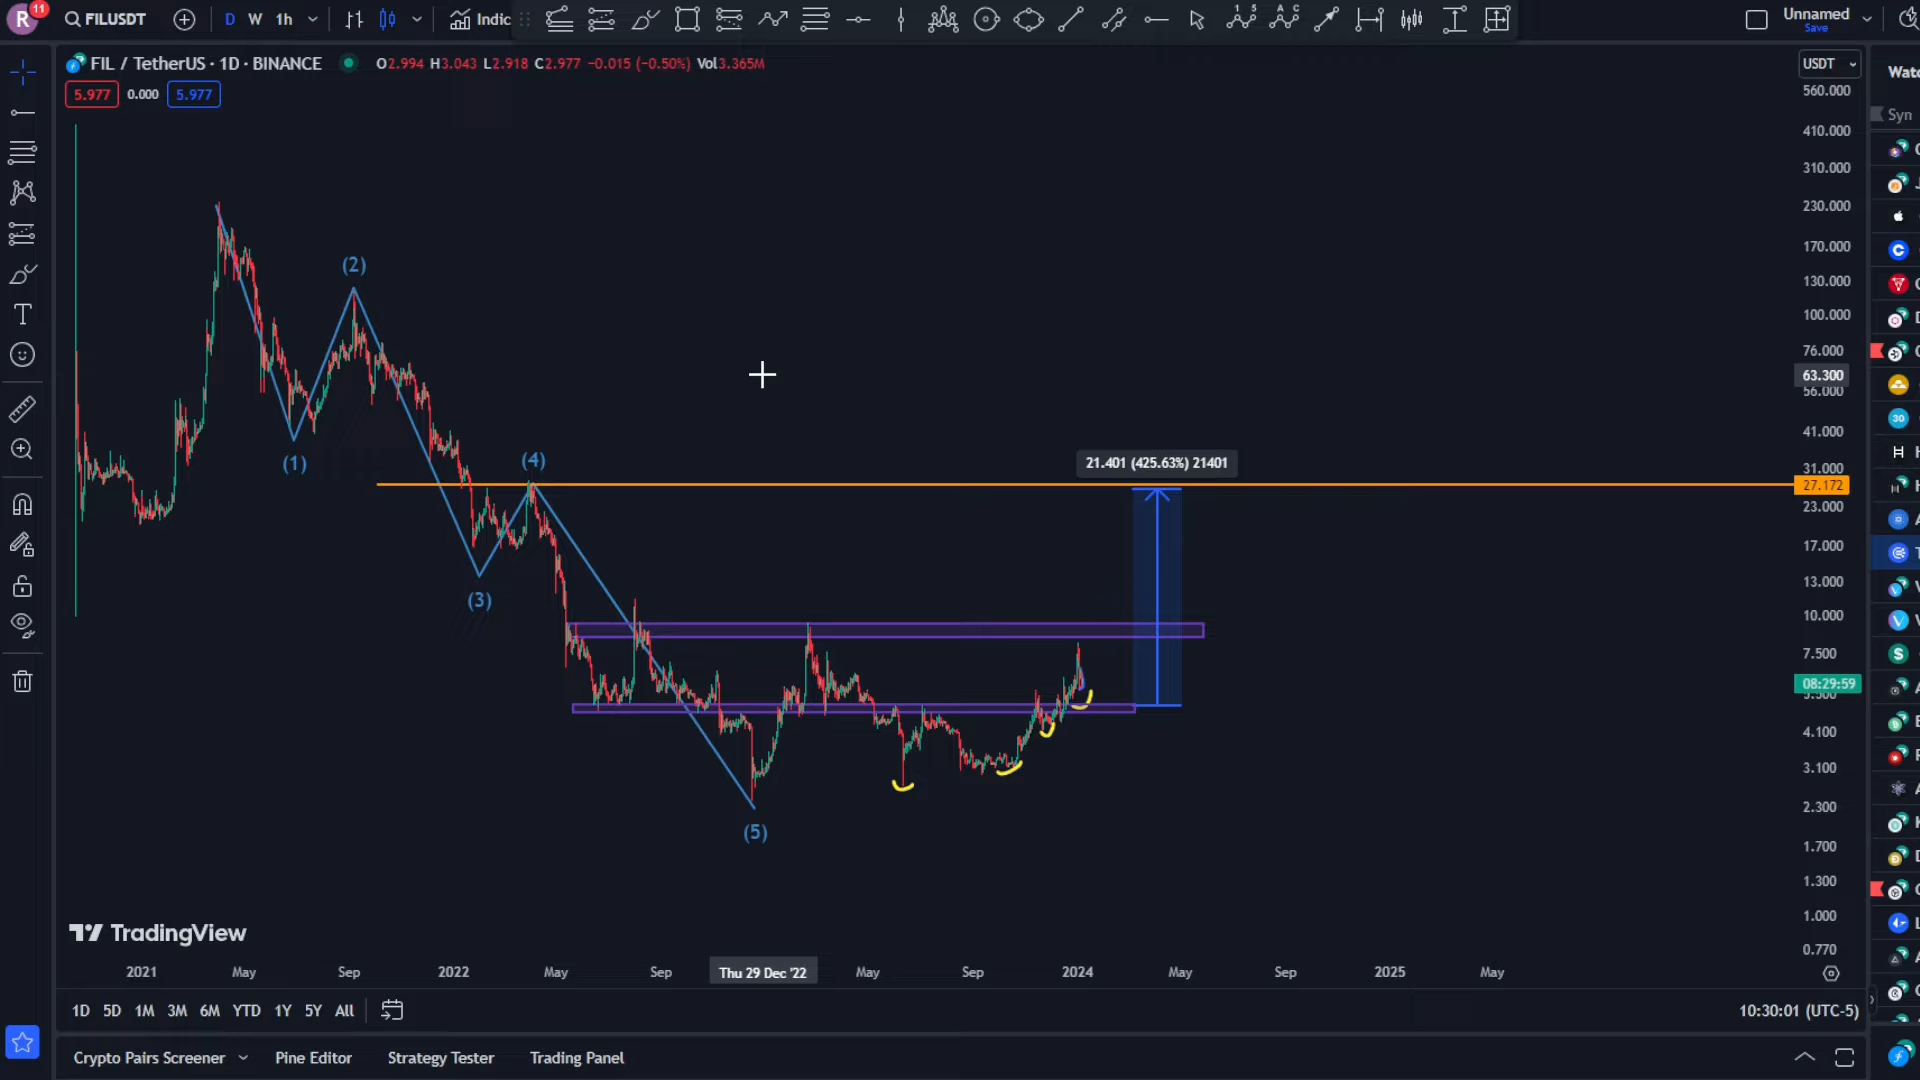 R
11
FILUSDT
D
W
1h
Indic
Unnamed
Save
FIL / TetherUS · 1D · BINANCE
O2.994 H3.043 L2.918 C2.977 −0.015 (−0.50%) Vol3.365M
5.977
0.000
5.977
USDT
Watc
Syn
560.000
410.000
310.000
230.000
170.000
130.000
100.000
76.000
63.300
56.000
41.000
31.000
27.172
23.000
17.000
13.000
10.000
7.500
08:29:59
4.100
3.100
2.300
1.700
1.300
1.000
0.770
(2)
(1)
(4)
(3)
(5)
21.401 (425.63%) 21401
TradingView
2021
May
Sep
2022
May
Sep
Thu 29 Dec '22
May
Sep
2024
May
Sep
2025
May
1D
5D
1M
3M
6M
YTD
1Y
5Y
All
10:30:01 (UTC-5)
Crypto Pairs Screener
Pine Editor
Strategy Tester
Trading Panel